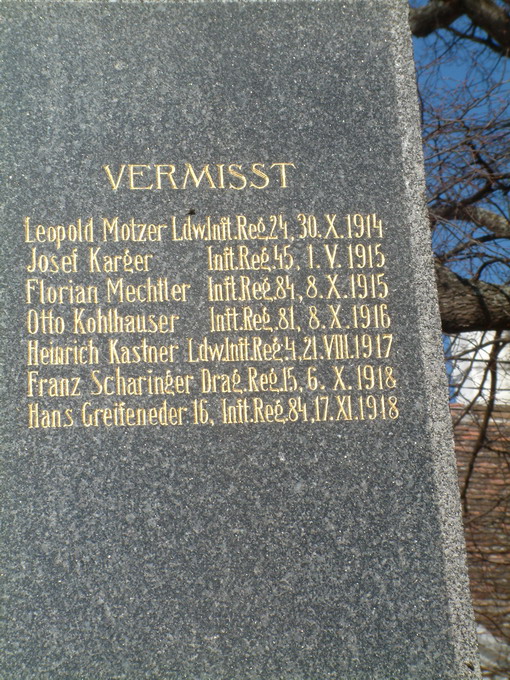 VERMISST
Leopold Motzer Ldw.Inft.Reg.24, 30.X.1914
Josef Karger Inft.Reg.45, 1.V.1915
Florian Mechtler Inft.Reg.84, 8.X.1915
Otto Kohlhauser Inft.Reg.81, 8.X.1916
Heinrich Kastner Ldw.Inft.Reg.4, 21.VIII.1917
Franz Scharinger Drag.Reg.15, 6. X. 1918
Hans Greifeneder 16, Inft.Reg.84, 17.XI.1918